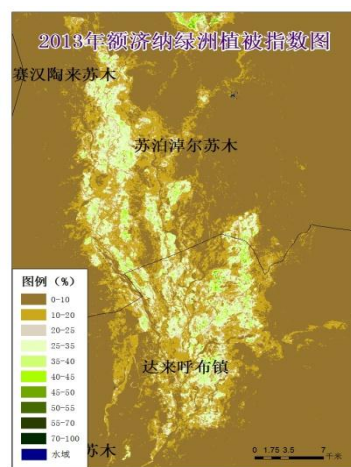 2013年额济纳绿洲植被指数图
赛汉陶来苏木
苏泊淖尔苏木
达来呼布镇
苏木
图例（%）
0-10
10-20
20-25
25-35
35-40
40-45
45-50
50-55
55-70
70-100
水域
0 1.75 3.5 7
千米